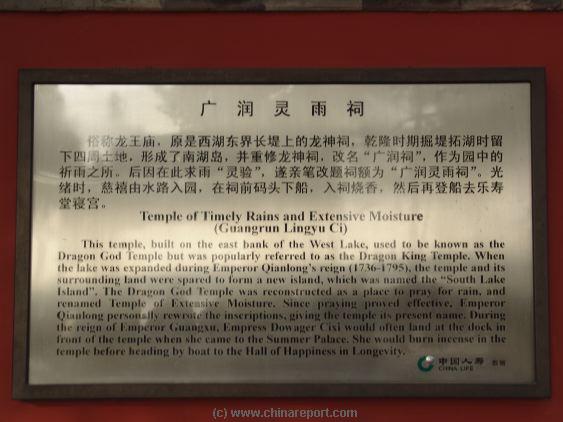 广润灵雨祠
俗称龙王庙，原是西湖东界长堤上的龙神祠，乾隆时期掘堤拓湖时留
下四周土地，形成了南湖岛，并重修龙神祠，改名“广润祠”，作为园中的
祈雨之所。后因在此求雨“灵验”，遂亲笔改题祠额为“广润灵雨祠”。光
绪时，慈禧由水路入园，在祠前码头下船，入祠烧香，然后再登船去乐寿
堂寝宫。
Temple of Timely Rains and Extensive Moisture
(Guangrun Lingyu Ci)
This temple, built on the east bank of the West Lake, used to be known as the
Dragon God Temple but was popularly referred to as the Dragon King Temple. When
the lake was expanded during Emperor Qianlong's reign (1736-1795), the temple and its
surrounding land were spared to form a new island, which was named the "South Lake
Island". The Dragon God Temple was reconstructed as a place to pray for rain, and
renamed Temple of Extensive Moisture. Since praying proved effective, Emperor
Qianlong personally rewrote the inscriptions, giving the temple its present name. During
the reign of Emperor Guangxu, Empress Dowager Cixi would often land at the dock in
front of the temple when she came to the Summer Palace. She would burn incense in the
temple before heading by boat to the Hall of Happiness in Longevity.
中国人寿
CHINA LIFE
(c) www.chinareport.com